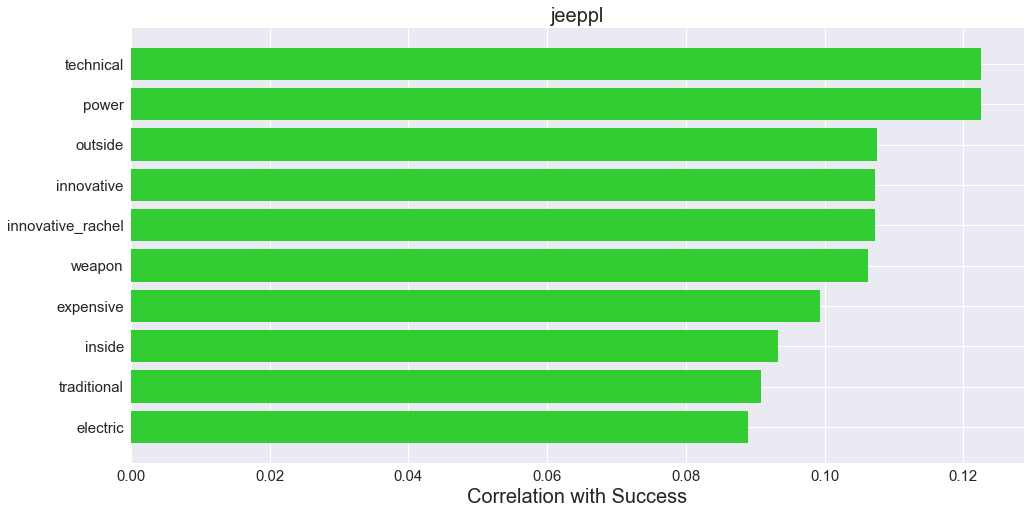 jeeppl
technical
power
outside
innovative
innovative_rachel
weapon
expensive
inside
traditional
electric
0.00 0.02 0.04 0.06 0.08 0.10 0.12
Correlation with Success